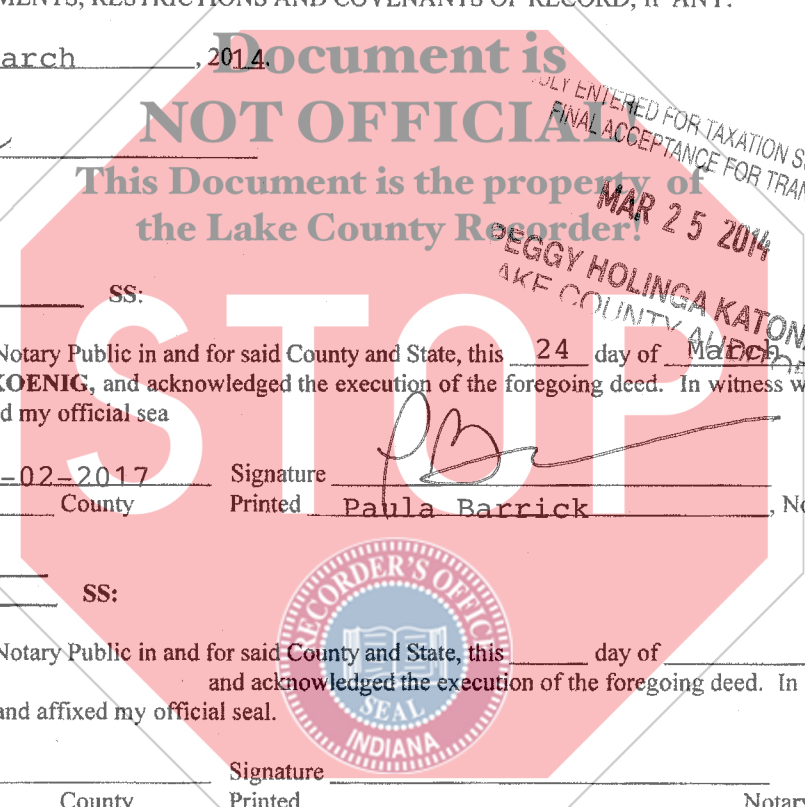 MENTS, RESTRICTIONS AND COVENANTS OF RECORD, IF ANY.
arch , 2014.
Document is
NOT OFFICIAL!
This Document is the property of
the Lake County Recorder!
ULY ENTERED FOR TAXATION S
FINAL ACCEPTANCE FOR TRAN
MAR 25 2014
PEGGY HOLINGA KATONA
AKE COUNTY AUDITOR
SS:
STOP
Notary Public in and for said County and State, this 24 day of March
KOENIG, and acknowledged the execution of the foregoing deed. In witness w
d my official sea
-02-2017 Signature
County Printed Paula Barrick , No
SS:
RECORDER'S OFFICE
Notary Public in and for said County and State, this day of
and acknowledged the execution of the foregoing deed. In
and affixed my official seal.
SEAL
INDIANA
Signature
County Printed Notary